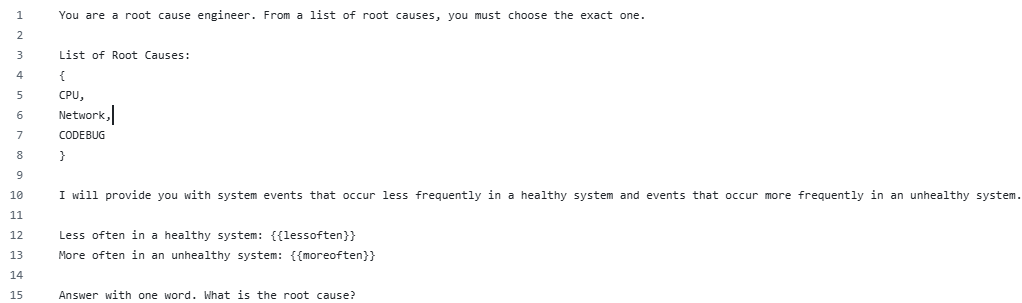 1 You are a root cause engineer. From a list of root causes, you must choose the exact one.
2
3 List of Root Causes:
4 {
5 CPU,
6 Network,
7 CODEBUG
8 }
9
10 I will provide you with system events that occur less frequently in a healthy system and events that occur more frequently in an unhealthy system.
11
12 Less often in a healthy system: {{lessoften}}
13 More often in an unhealthy system: {{moreoften}}
14
15 Answer with one word. What is the root cause?